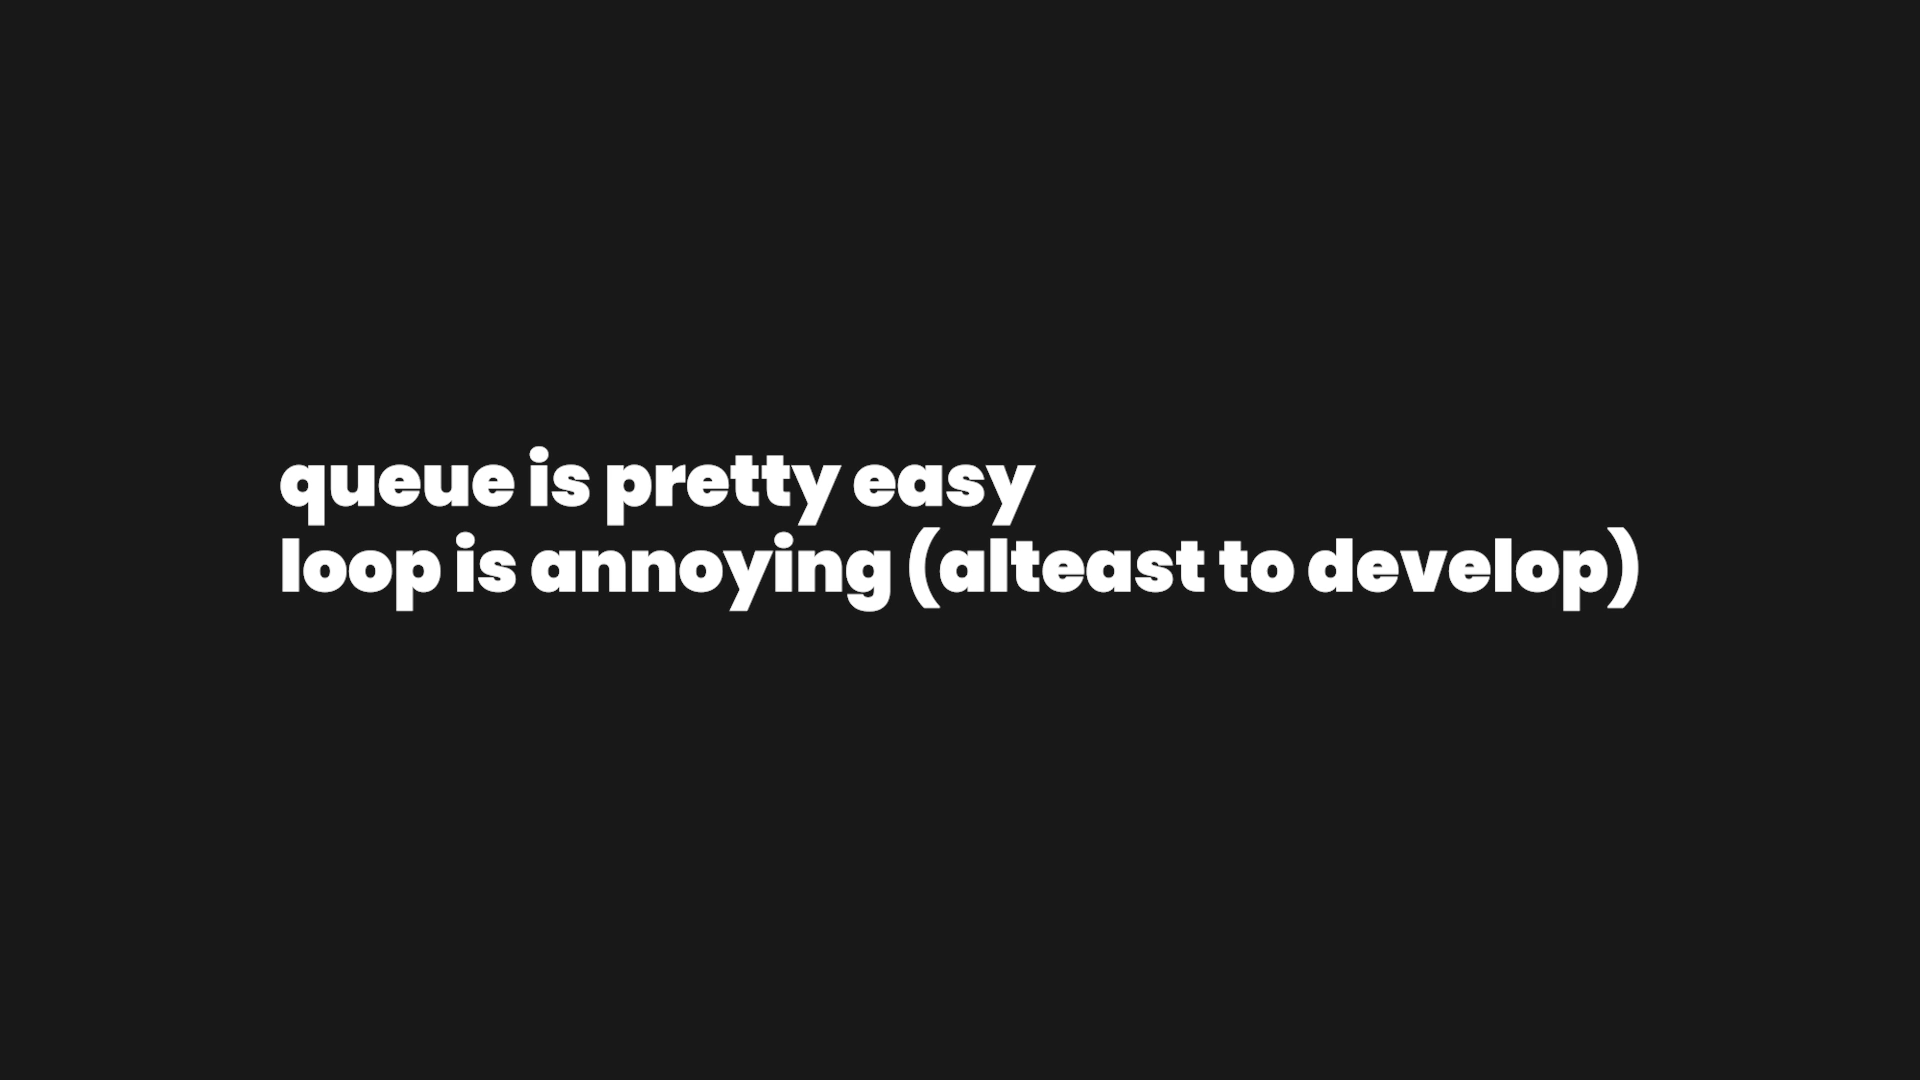 queue is pretty easy
loop is annoying (alteast to develop)